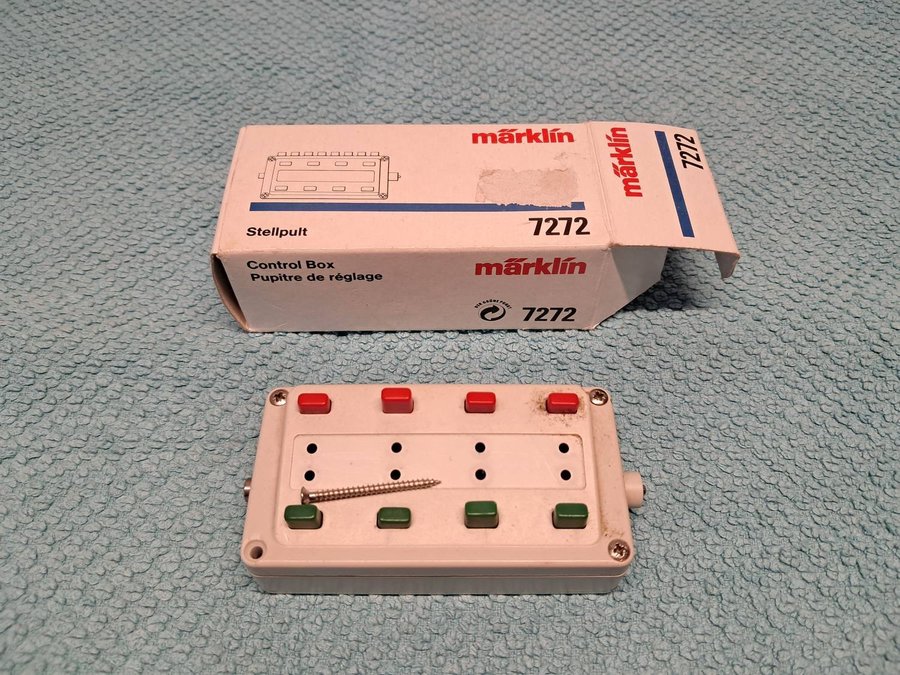 märklin
Stellpult
7272
märklin
7272
Control Box
Pupitre de réglage
märklin
7272